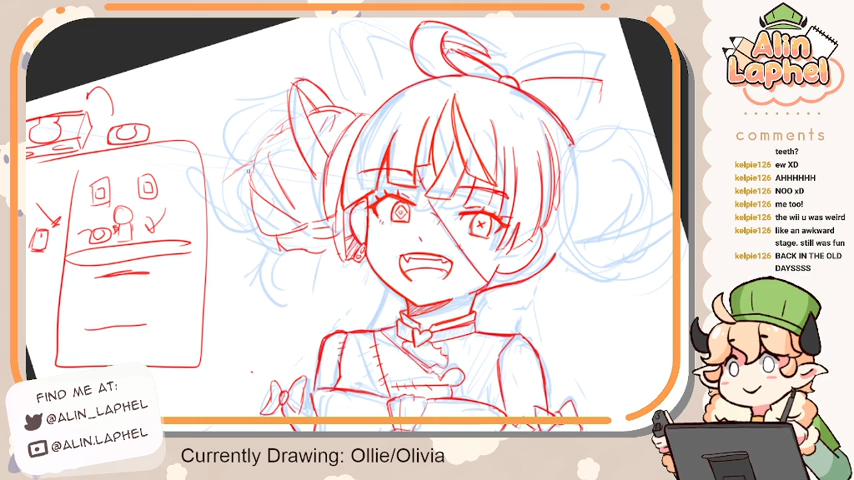 Alin
Laphel
comments
teeth?
kelpie126 ew XD
kelpie126 AHHHHHH
kelpie126 NOO xD
kelpie126 me too!
kelpie126 the wii u was weird
kelpie126 like an awkward
stage. still was fun
kelpie126 BACK IN THE OLD
DAYSSSS
FIND ME AT:
@ALIN_LAPHEL
@ALIN.LAPHEL
Currently Drawing: Ollie/Olivia